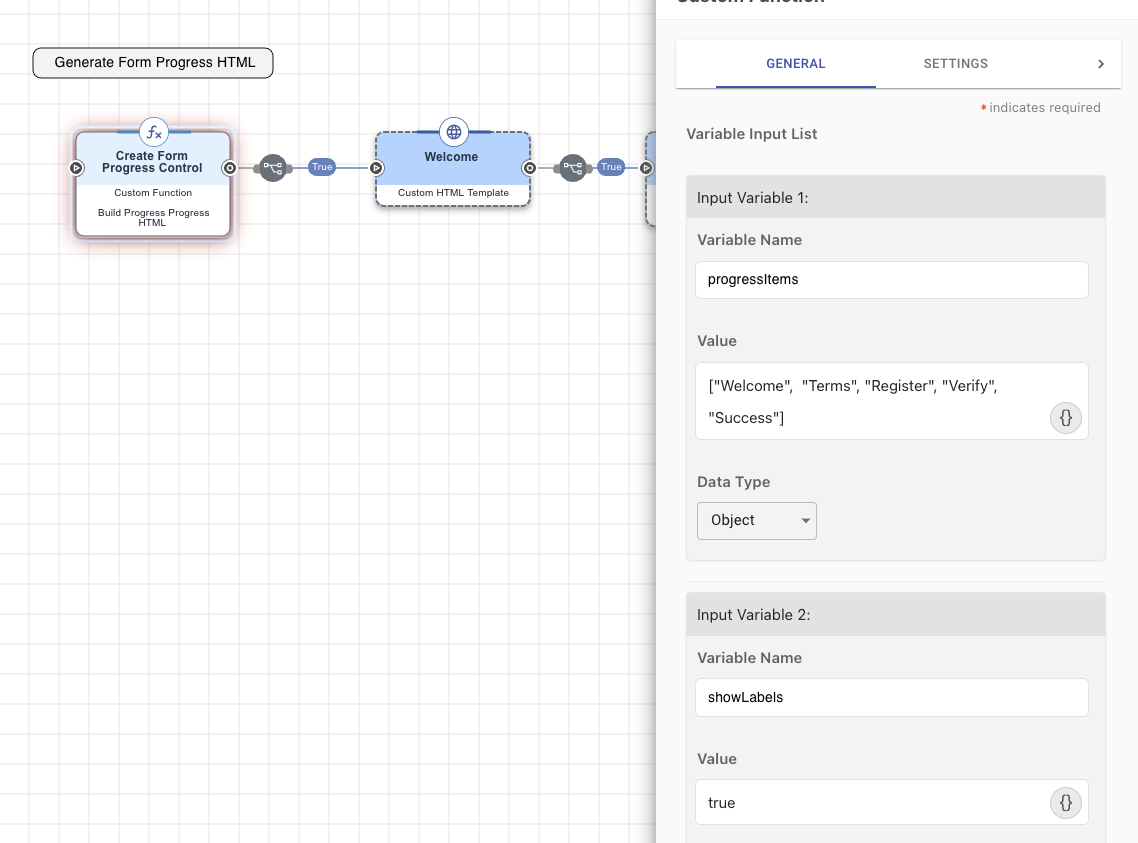 Custom Function
Generate Form Progress HTML
Create Form
Progress Control
Custom Function
Build Progress Progress
HTML
True
Welcome
Custom HTML Template
True
GENERAL
SETTINGS
* indicates required
Variable Input List
Input Variable 1:
Variable Name
progressItems
Value
["Welcome",  "Terms", "Register", "Verify",
"Success"]
{}
Data Type
Object
Input Variable 2:
Variable Name
showLabels
Value
true
{}